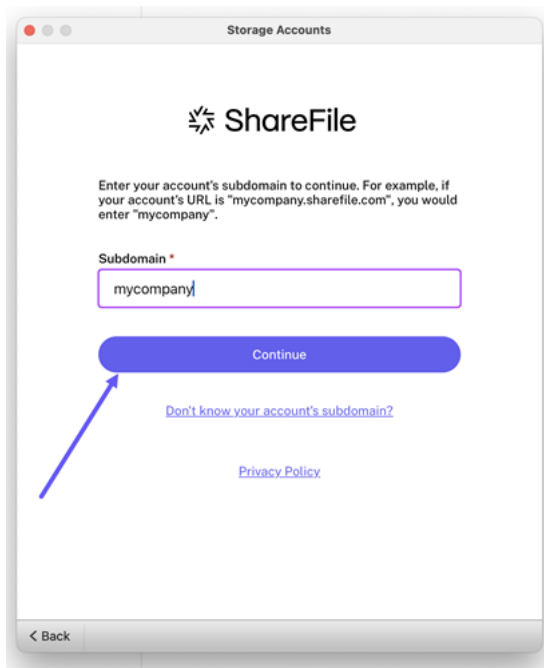 Storage Accounts
ShareFile
Enter your account's subdomain to continue. For example, if
your account's URL is "mycompany.sharefile.com", you would
enter "mycompany".
Subdomain *
mycompany
Continue
Don't know your account's subdomain?
Privacy Policy
< Back